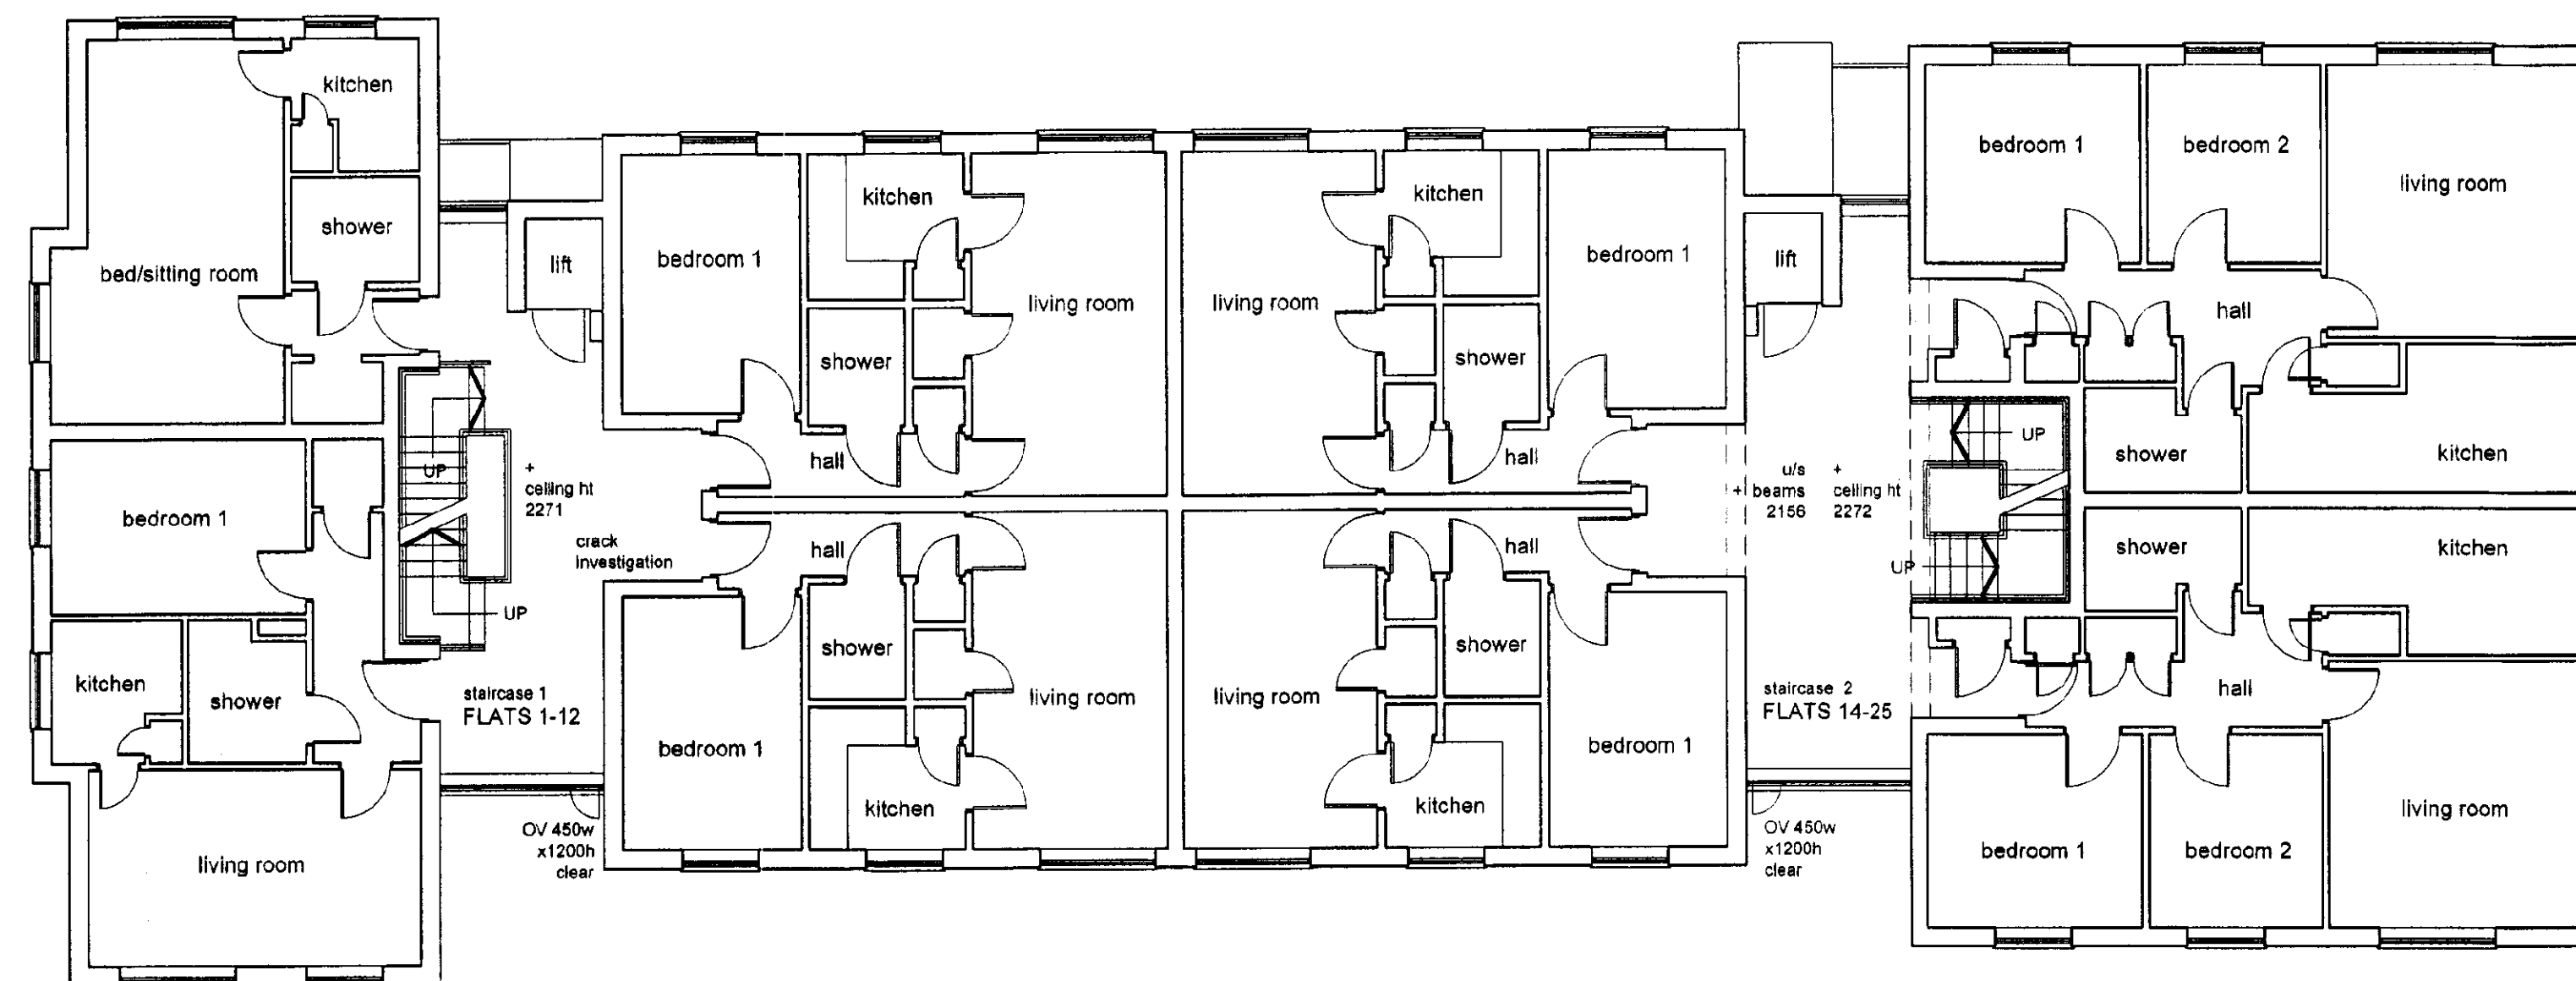 kitchen
shower
bed/sitting room
lift
bedroom 1
kitchen
living room
shower
hall
living room
kitchen
shower
hall
bedroom 1
lift
bedroom 1
bedroom 2
living room
hall
shower
kitchen
UP
UP
+
ceiling ht
2271
crack
investigation
bedroom 1
kitchen
shower
living room
staircase 1
FLATS 1-12
OV 450w
x1200h
clear
hall
shower
bedroom 1
kitchen
living room
living room
hall
shower
kitchen
bedroom 1
u/s
+ beams
2156
+
ceiling ht
2272
UP
UP
staircase 2
FLATS 14-25
OV 450w
x1200h
clear
shower
kitchen
hall
bedroom 1
bedroom 2
living room